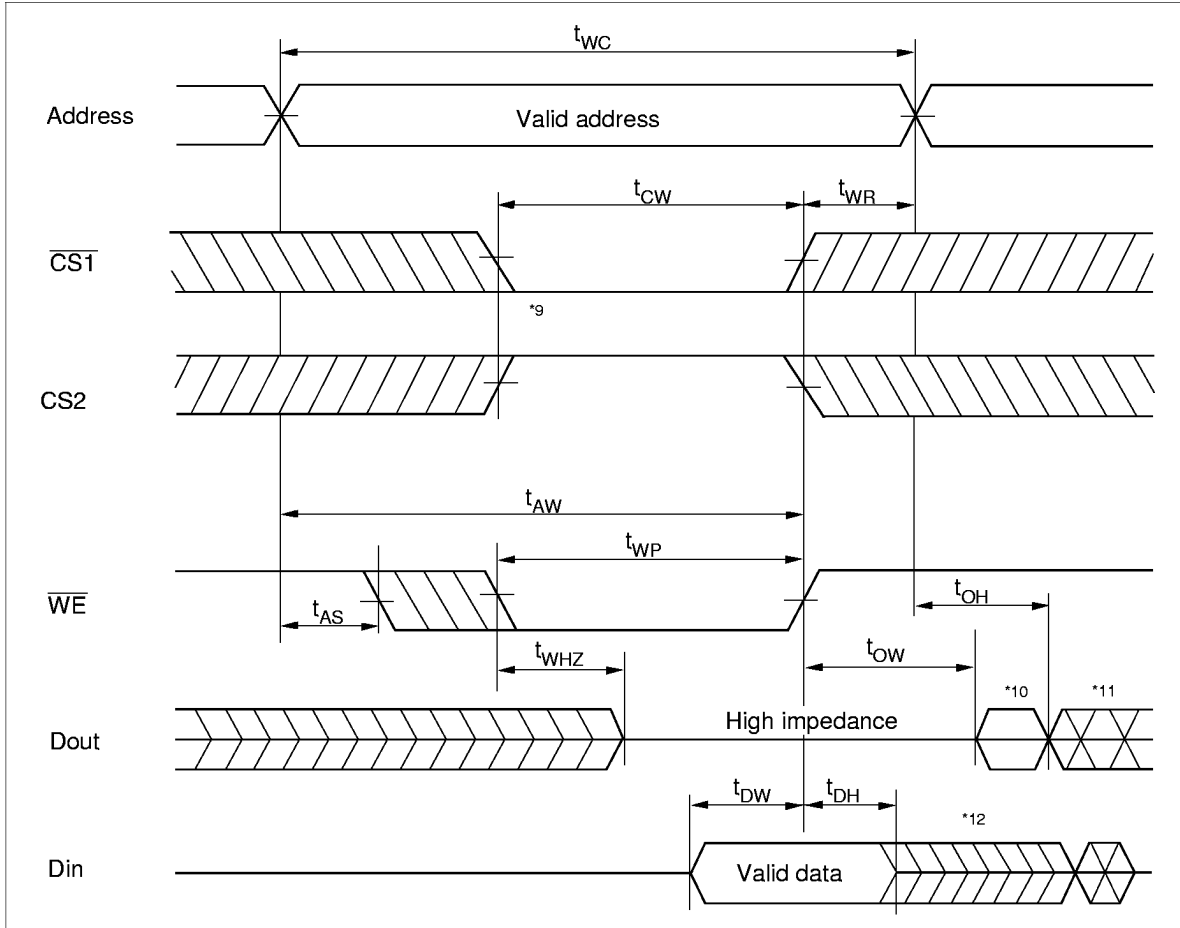 tWC
Address
Valid address
tCW
tWR
CS1
*9
CS2
tAW
tWP
WE
tAS
tOH
tWHZ
tOW
*10
*11
Dout
High impedance
tDW
tDH
*12
Din
Valid data